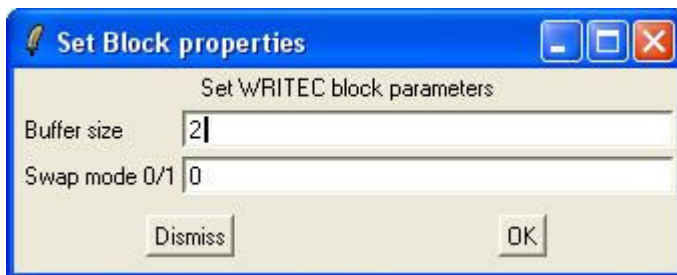 Set Block properties
Set WRITEC block parameters
Buffer size 2
Swap mode 0/1 0
Dismiss OK